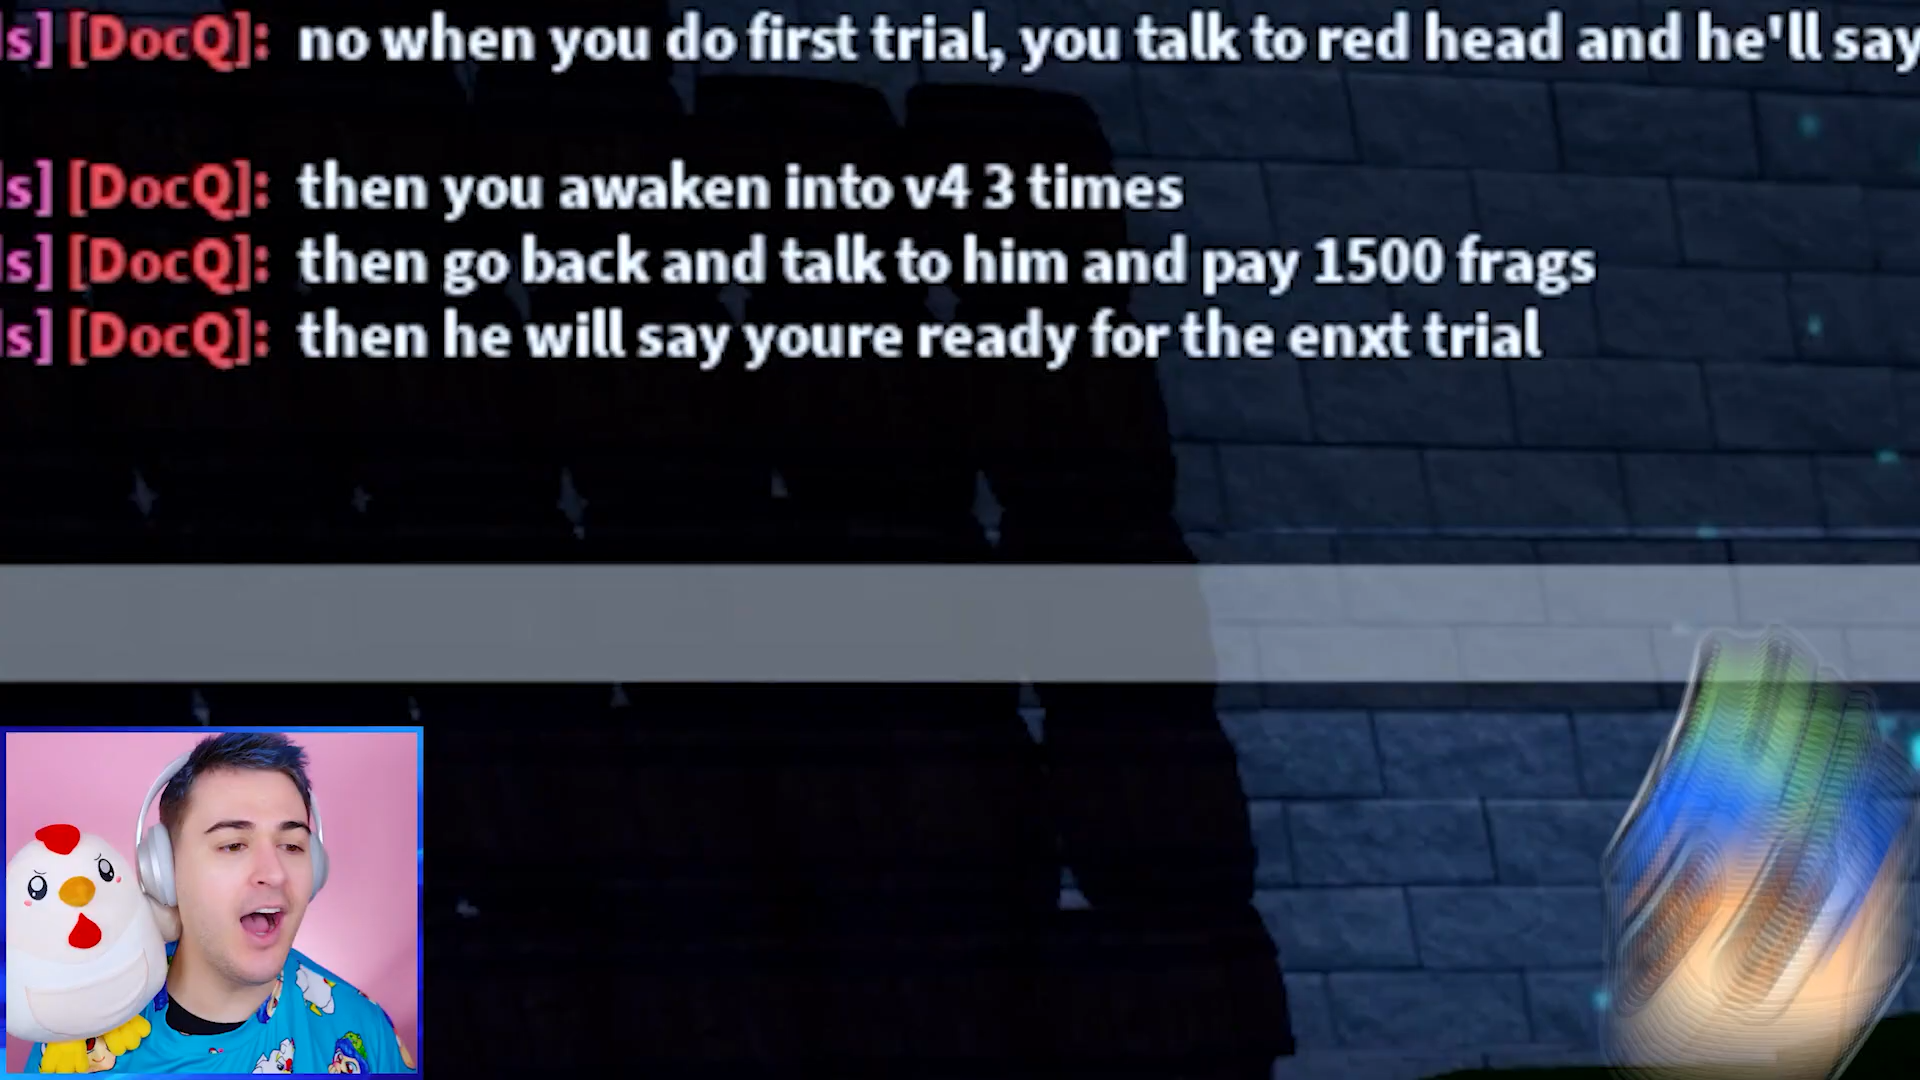 ls] [DocQ]: no when you do first trial, you talk to red head and he'll say
ls] [DocQ]: then you awaken into v4 3 times
ls] [DocQ]: then go back and talk to him and pay 1500 frags
ls] [DocQ]: then he will say youre ready for the enxt trial